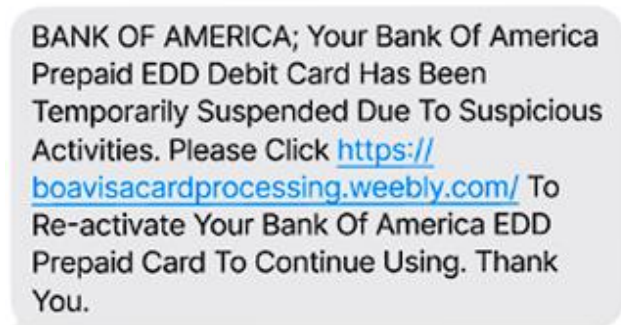 BANK OF AMERICA; Your Bank Of America
Prepaid EDD Debit Card Has Been
Temporarily Suspended Due To Suspicious
Activities. Please Click https://
boavisacardprocessing.weebly.com/ To
Re-activate Your Bank Of America EDD
Prepaid Card To Continue Using. Thank
You.